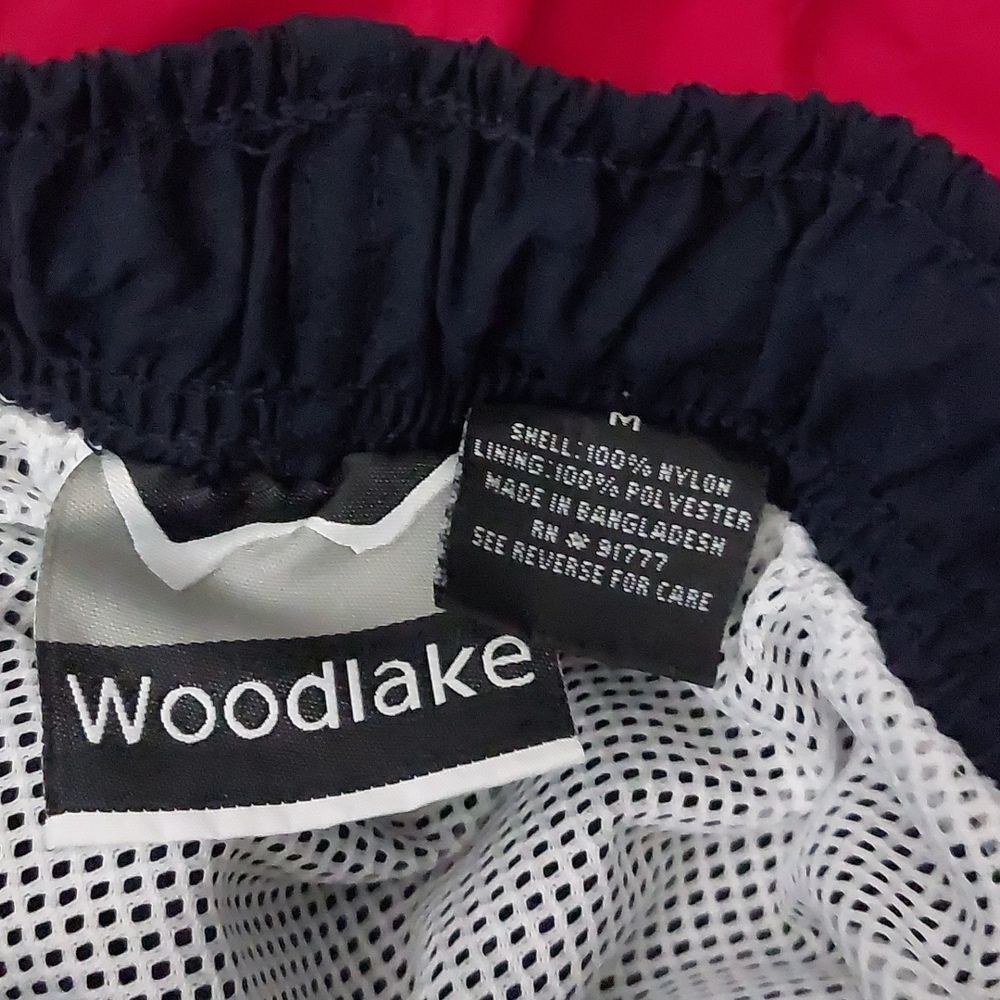 M
SHELL: 100% NYLON
LINING: 100% POLYESTER
MADE IN BANGLADESH
RN # 91777
SEE REVERSE FOR CARE
Woodlake